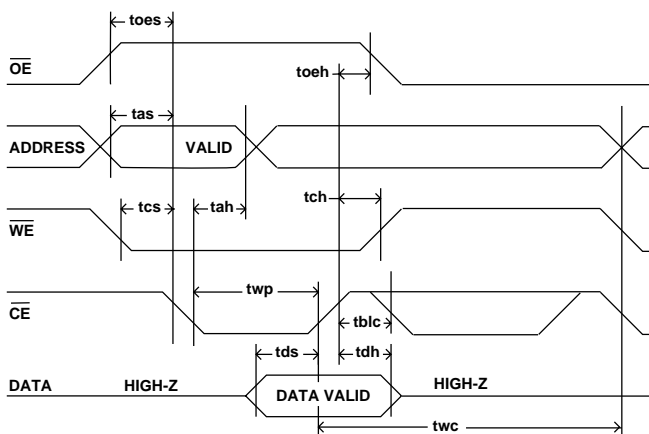 toes
OE
toeh
tas
ADDRESS
VALID
tcs
tah
tch
WE
twp
CE
tblc
tds
tdh
DATA
HIGH-Z
DATA VALID
HIGH-Z
twc